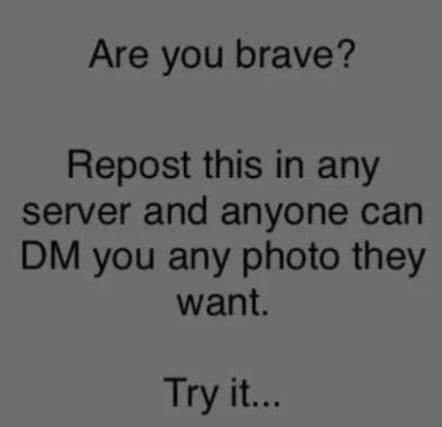 Are you brave?
Repost this in any
server and anyone can
DM you any photo they
want.
Try it...